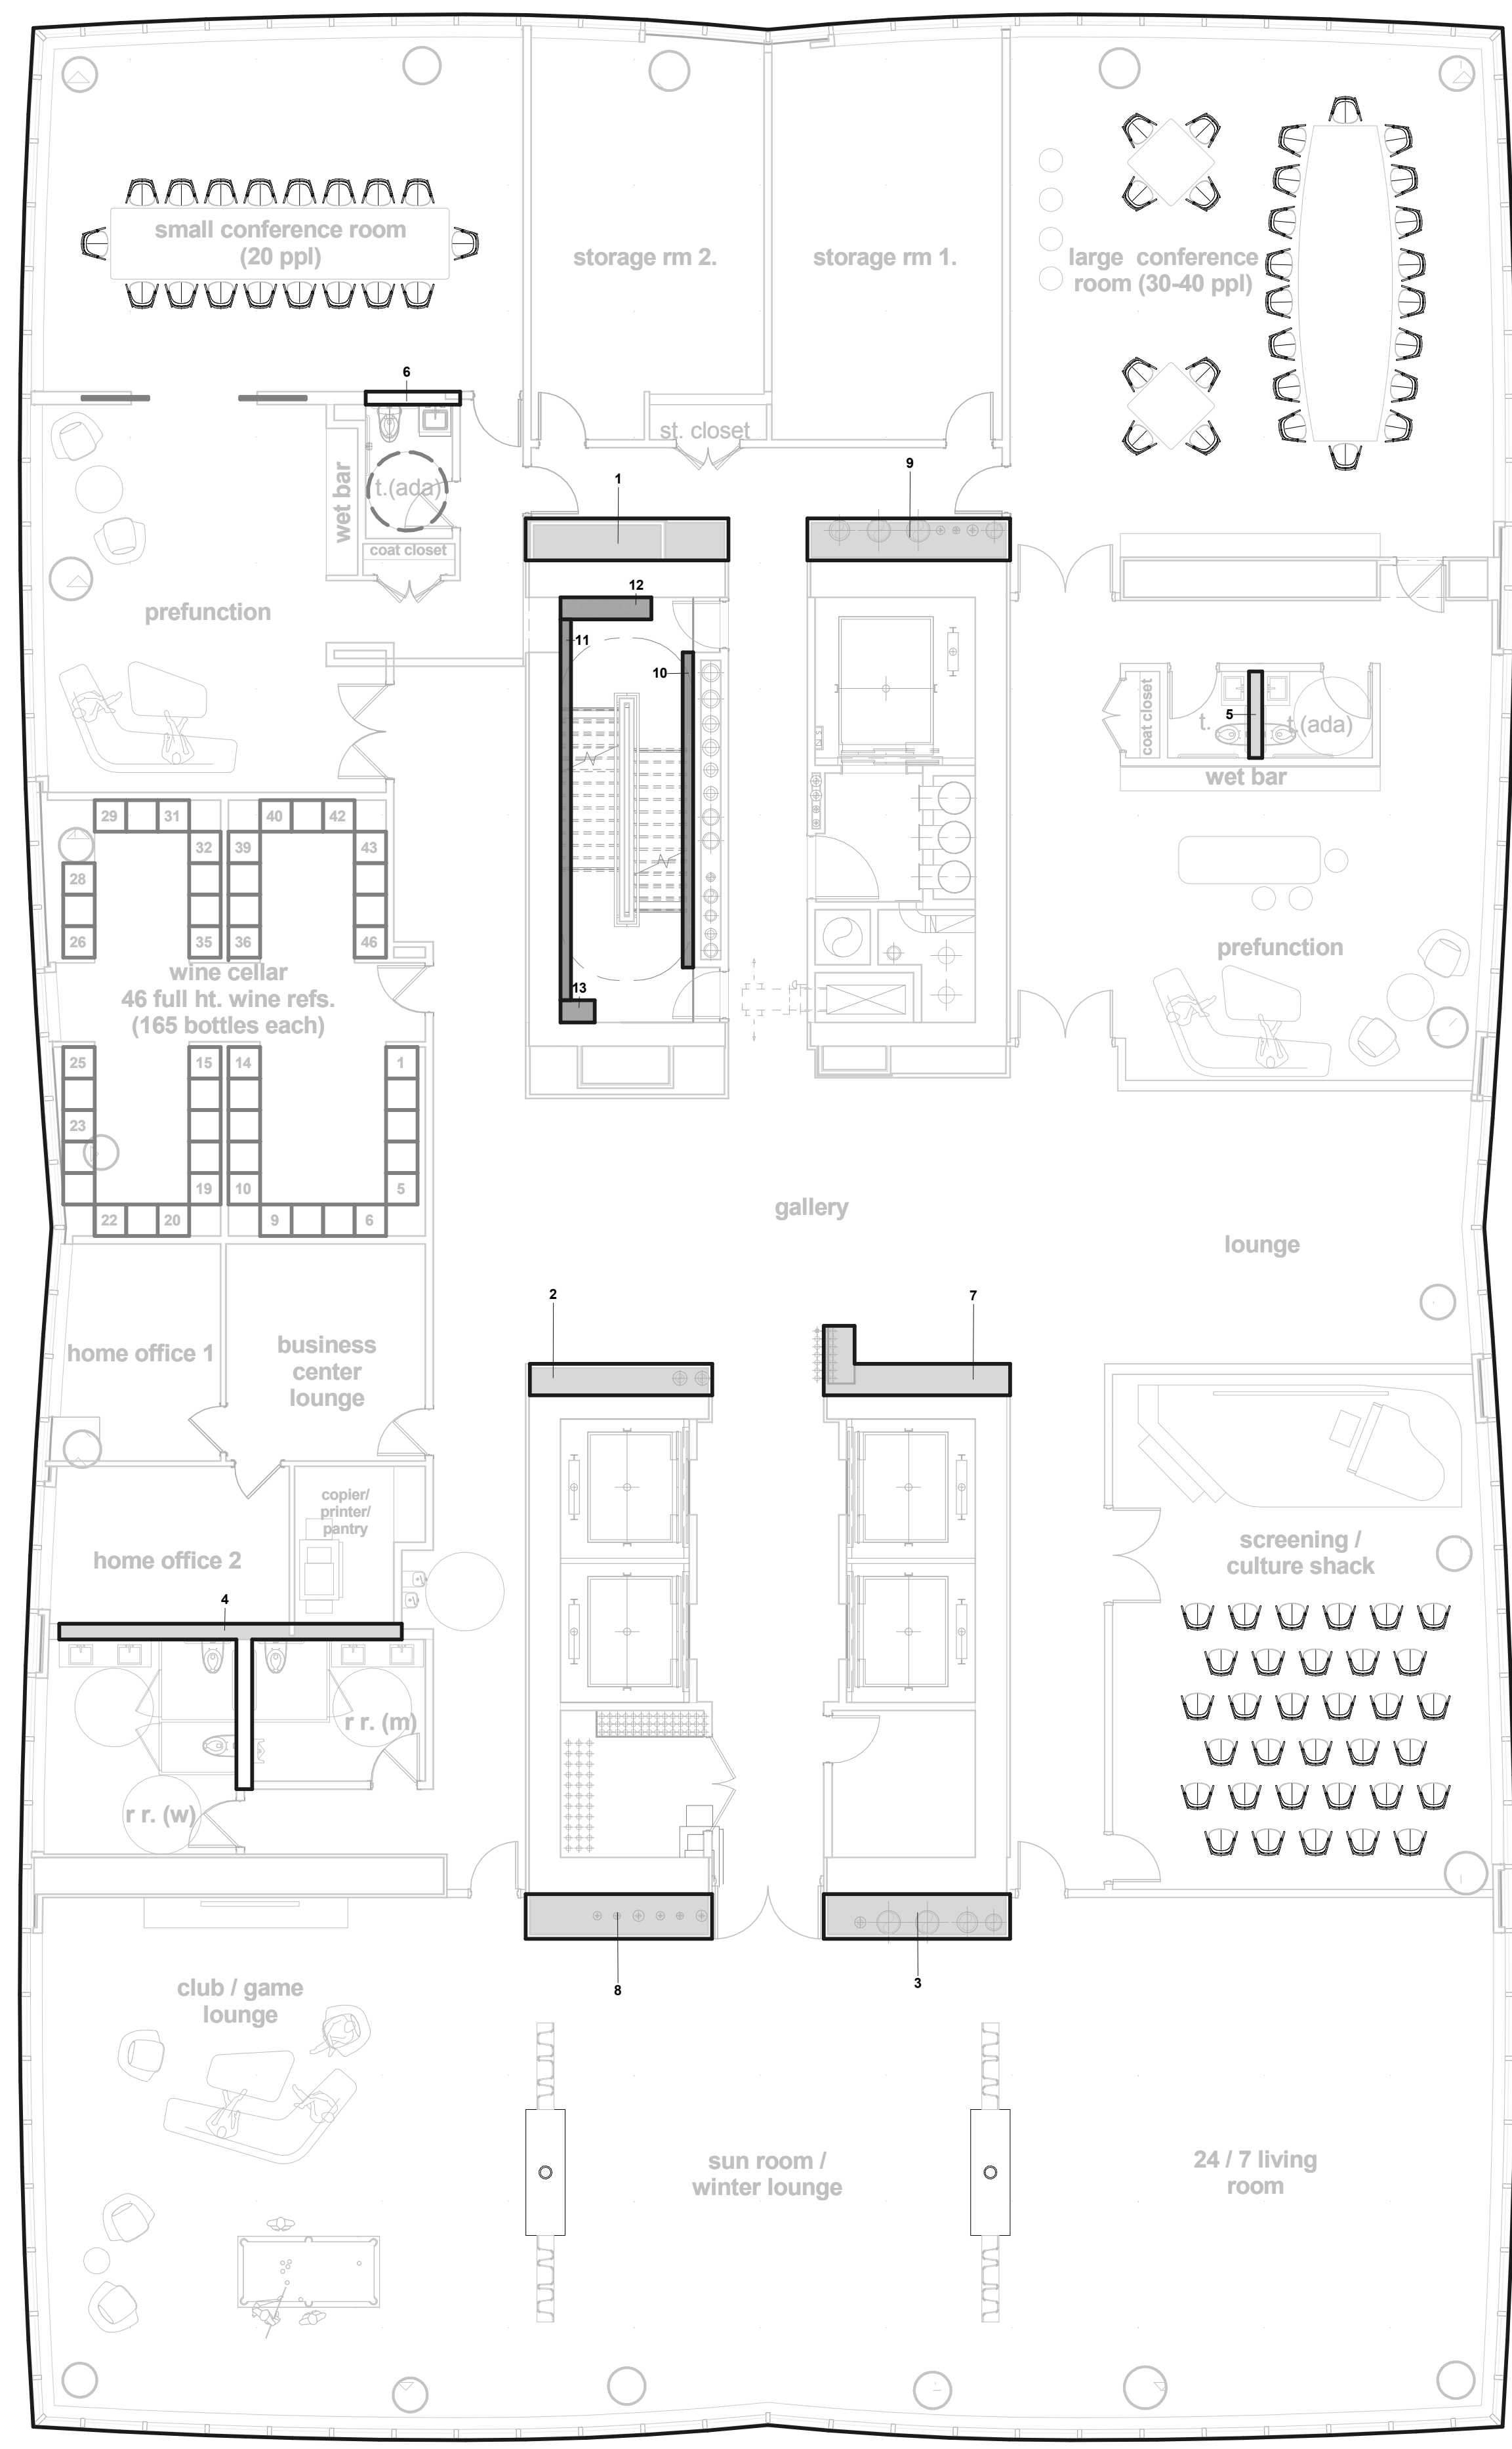 small conference room
(20 ppl)
storage rm 2.
storage rm 1.
large conference
room (30-40 ppl)
6
st. closet
wet bar
t.(ada)
coat closet
1
9
prefunction
12
11
10
coat closet
t.
5
t.(ada)
wet bar
29
31
40
42
32
39
43
28
26
35
36
46
wine cellar
46 full ht. wine refs.
(165 bottles each)
prefunction
13
25
15
14
1
23
19
10
5
22
20
9
6
gallery
lounge
2
7
home office 1
business
center
lounge
copier/
printer/
pantry
home office 2
screening /
culture shack
4
r r. (m)
r r. (w)
8
3
club / game
lounge
sun room /
winter lounge
24 / 7 living
room